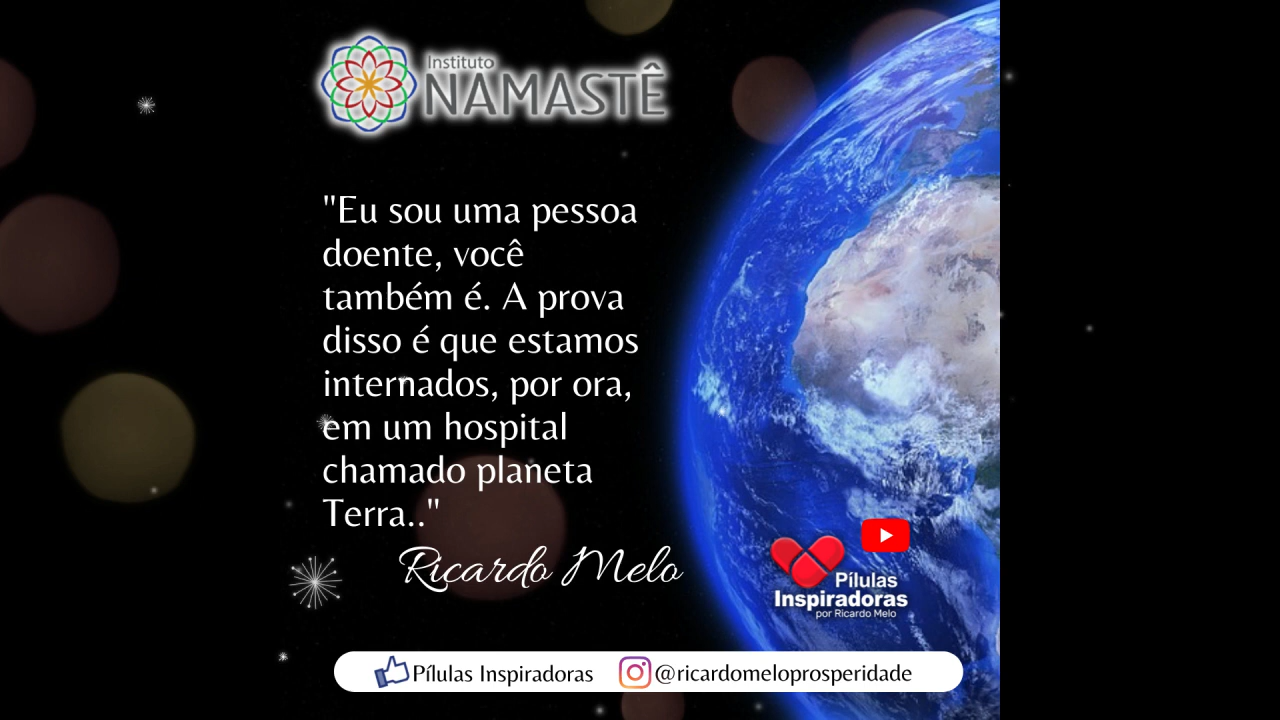 Instituto
NAMASTÊ
"Eu sou uma pessoa
doente, você
também é. A prova
disso é que estamos
internados, por ora,
em um hospital
chamado planeta
Terra.."
Ricardo Melo
Pílulas
Inspiradoras
por Ricardo Melo
Pílulas Inspiradoras @ricardomeloprosperidade